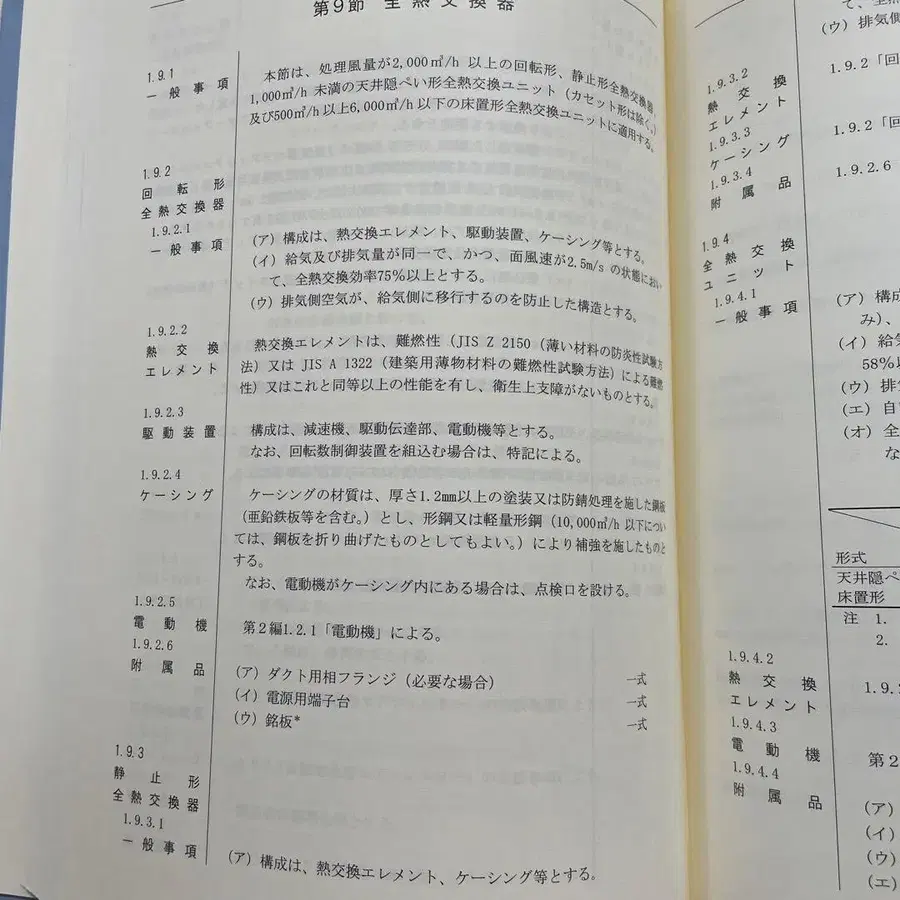 第9節 全熱交換器
1.9.1
一般事項
本節は、処理風量が2,000㎥/h 以上の回転形、静止形全熱交換器、
1,000㎥/h 未満の天井隠ぺい形全熱交換ユニット（カセット形は除く。）
及び500㎥/h 以上6,000㎥/h 以下の床置形全熱交換ユニットに適用する。
1.9.2
回転形
全熱交換器
1.9.2.1
一般事項
（ア）構成は、熱交換エレメント、駆動装置、ケーシング等とする。
（イ）給気及び排気量が同一で、かつ、面風速が2.5m/s の状態におい
て、全熱交換効率75％以上とする。
（ウ）排気側空気が、給気側に移行するのを防止した構造とする。
1.9.2.2
熱交換
エレメント
熱交換エレメントは、難燃性（JIS Z 2150（薄い材料の防炎性試験方
法）又は JIS A 1322（建築用薄物材料の難燃性試験方法）による難燃
性）又はこれと同等以上の性能を有し、衛生上支障がないものとする。
1.9.2.3
駆動装置
構成は、減速機、駆動伝達部、電動機等とする。
なお、回転数制御装置を組込む場合は、特記による。
1.9.2.4
ケーシング
ケーシングの材質は、厚さ1.2mm以上の塗装又は防錆処理を施した鋼板
（亜鉛鉄板等を含む。）とし、形鋼又は軽量形鋼（10,000㎥/h 以下につい
ては、鋼板を折り曲げたものとしてもよい。）により補強を施したものと
する。
なお、電動機がケーシング内にある場合は、点検口を設ける。
1.9.2.5
電動機
第２編1.2.1「電動機」による。
1.9.2.6
附属品
（ア）ダクト用相フランジ（必要な場合） 一式
（イ）電源用端子台 一式
（ウ）銘板* 一式
1.9.3
静止形
全熱交換器
1.9.3.1
一般事項
（ア）構成は、熱交換エレメント、ケーシング等とする。
（ウ）排気側
1.9.3.2
熱交換
エレメント
1.9.2「回
1.9.3.3
ケーシング
1.9.2「回
1.9.3.4
附属品
1.9.2.6
1.9.4
全熱交換
ユニット
1.9.4.1
一般事項
（ア）構成
み）、
（イ）給気
58％以
（ウ）排
（エ）自
（オ）全
な
形式
天井隠ぺ
床置形
注 1.
2.
1.9.4.2
熱交換
エレメント
1.9.
1.9.4.3
電動機
第２
1.9.4.4
附属品
（ア）
（イ）
（ウ）
（エ）